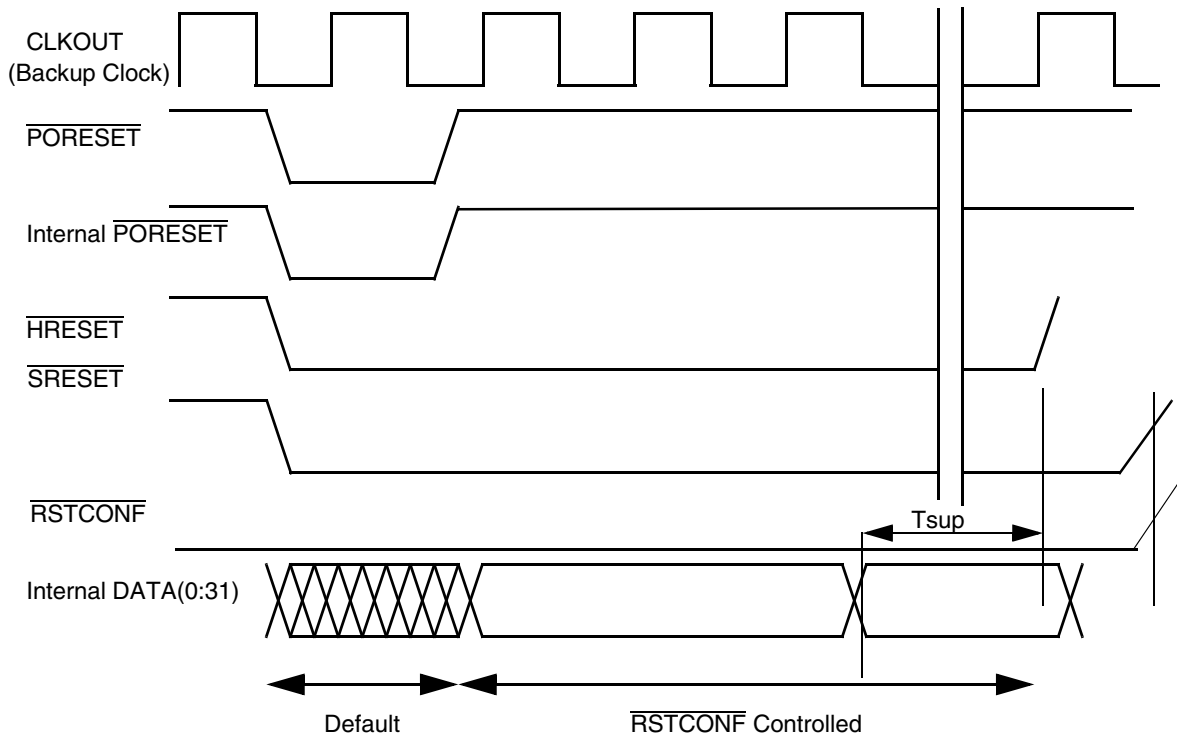 CLKOUT
(Backup Clock)
PORESET
Internal PORESET
HRESET
SRESET
RSTCONF
Tsup
Internal DATA(0:31)
Default
RSTCONF Controlled